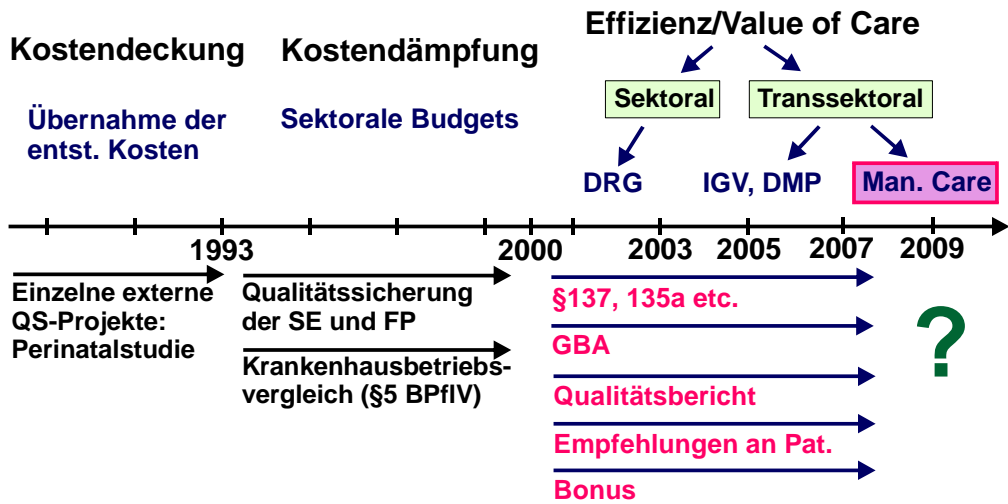 Effizienz/Value of Care
Kostendeckung
Kostendämpfung
Sektoral
Transsektoral
Übernahme der
entst. Kosten
Sektorale Budgets
DRG
IGV, DMP
Man. Care
1993
2000
2003
2005
2007
2009
Einzelne externe
QS-Projekte:
Perinatalstudie
Qualitätssicherung
der SE und FP
Krankenhausbetriebs-
vergleich (§5 BPflV)
§137, 135a etc.
GBA
Qualitätsbericht
Empfehlungen an Pat.
Bonus
?